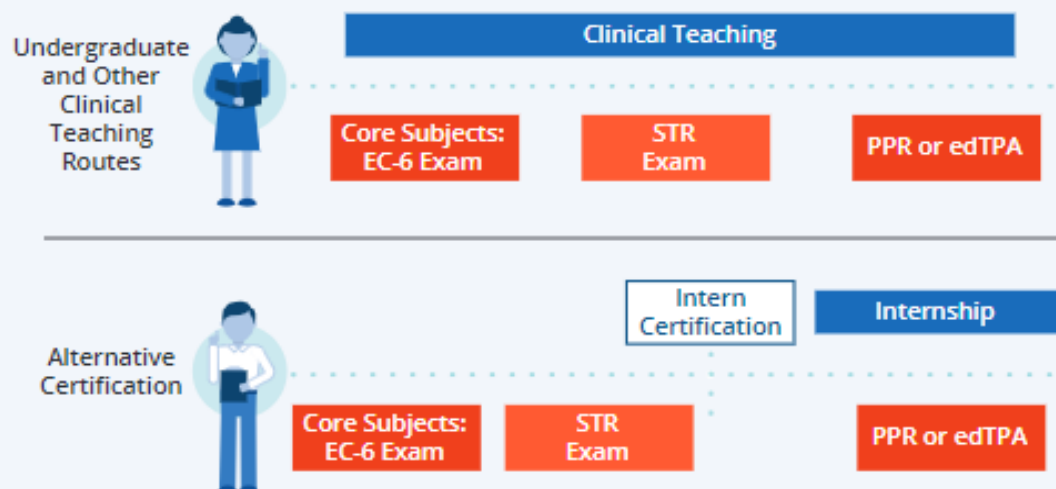 Undergraduate
and Other
Clinical
Teaching
Routes
Clinical Teaching
Core Subjects:
EC-6 Exam
STR
Exam
PPR or edTPA
Alternative
Certification
Intern
Certification
Internship
Core Subjects:
EC-6 Exam
STR
Exam
PPR or edTPA